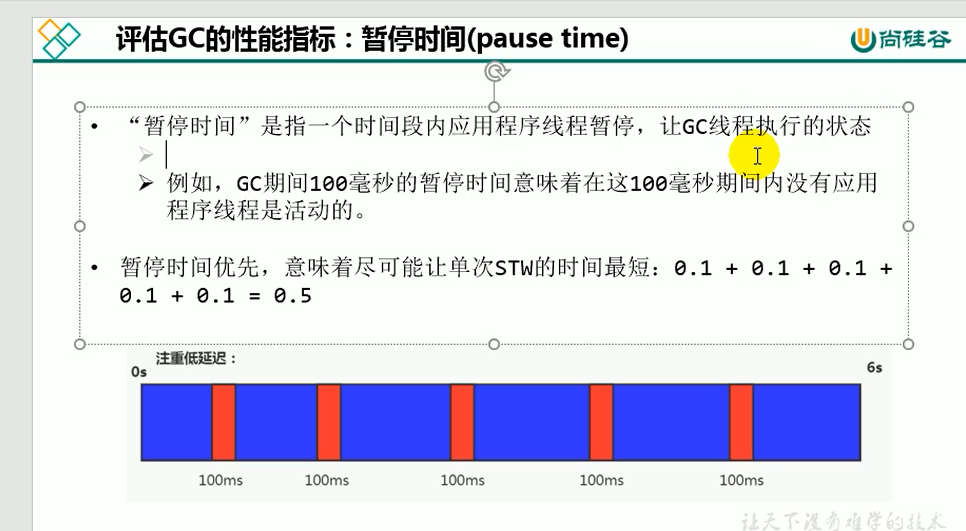 评估GC的性能指标：暂停时间(pause time)
尚硅谷
“暂停时间”是指一个时间段内应用程序线程暂停，让GC线程执行的状态
例如，GC期间100毫秒的暂停时间意味着在这100毫秒期间内没有应用
程序线程是活动的。
暂停时间优先，意味着尽可能让单次STW的时间最短：0.1 + 0.1 + 0.1 +
0.1 + 0.1 = 0.5
注重低延迟：
0s 6s
100ms 100ms 100ms 100ms 100ms
让天下没有难学的技术